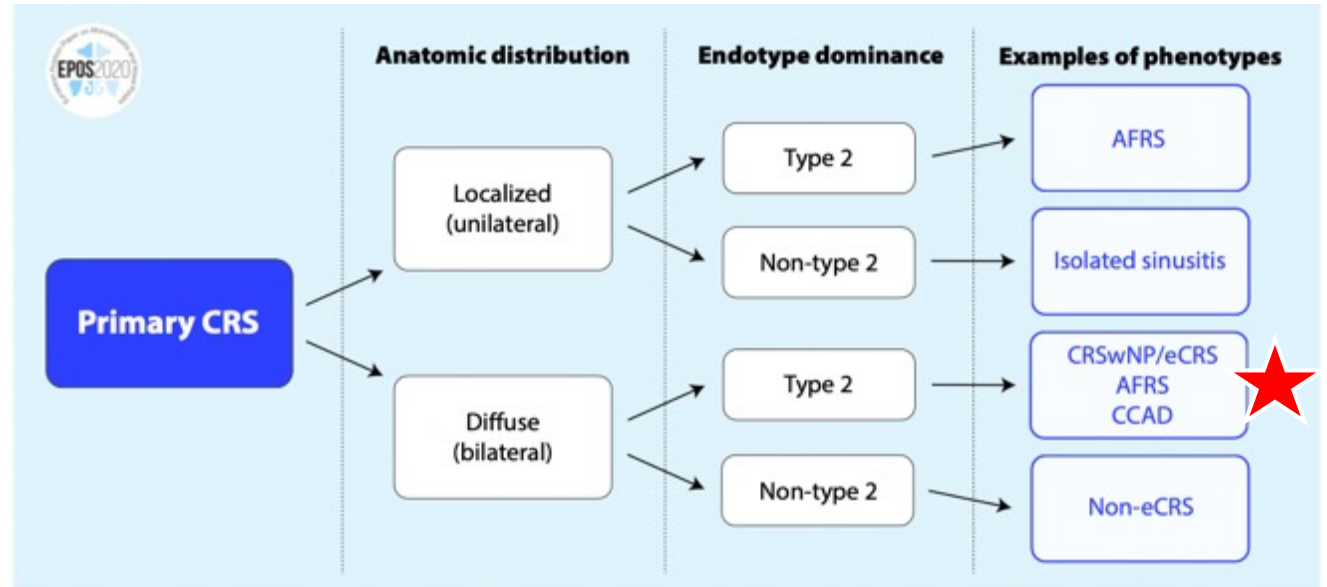 EPOS2020
Anatomic distribution
Endotype dominance
Examples of phenotypes
Primary CRS
Localized
(unilateral)
Diffuse
(bilateral)
Type 2
Non-type 2
Type 2
Non-type 2
AFRS
Isolated sinusitis
CRSwNP/eCRS
AFRS
CCAD
Non-eCRS